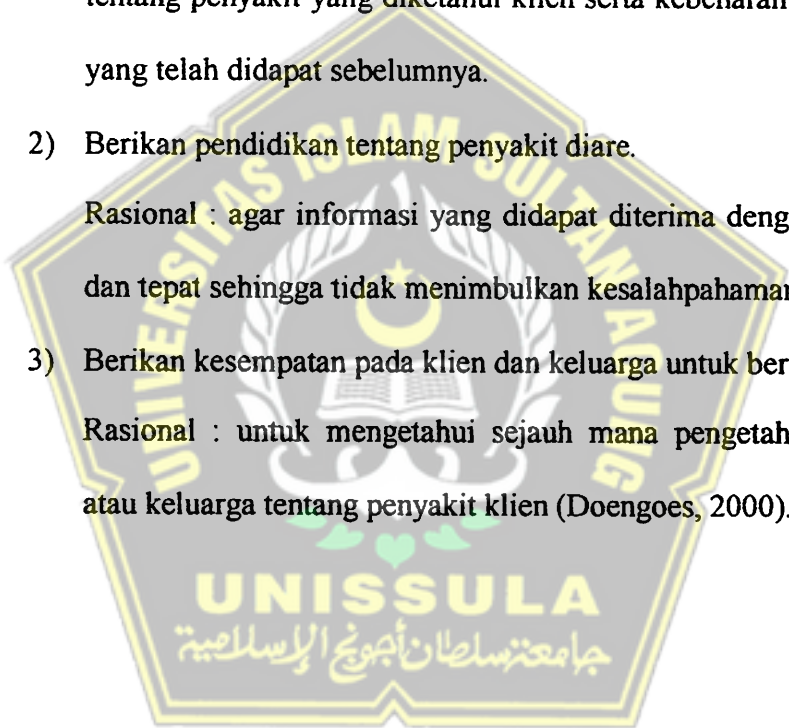 tentang penyakit yang diketahui klien serta kebenaran
yang telah didapat sebelumnya.
2) Berikan pendidikan tentang penyakit diare.
Rasional : agar informasi yang didapat diterima deng
dan tepat sehingga tidak menimbulkan kesalahpahaman
3) Berikan kesempatan pada klien dan keluarga untuk ber
Rasional : untuk mengetahui sejauh mana pengetah
atau keluarga tentang penyakit klien (Doengoes, 2000).
UNIVERSITAS ISLAM SULTAN AGUNG
UNISSULA
جامعة سلطان أجونج الإسلامية